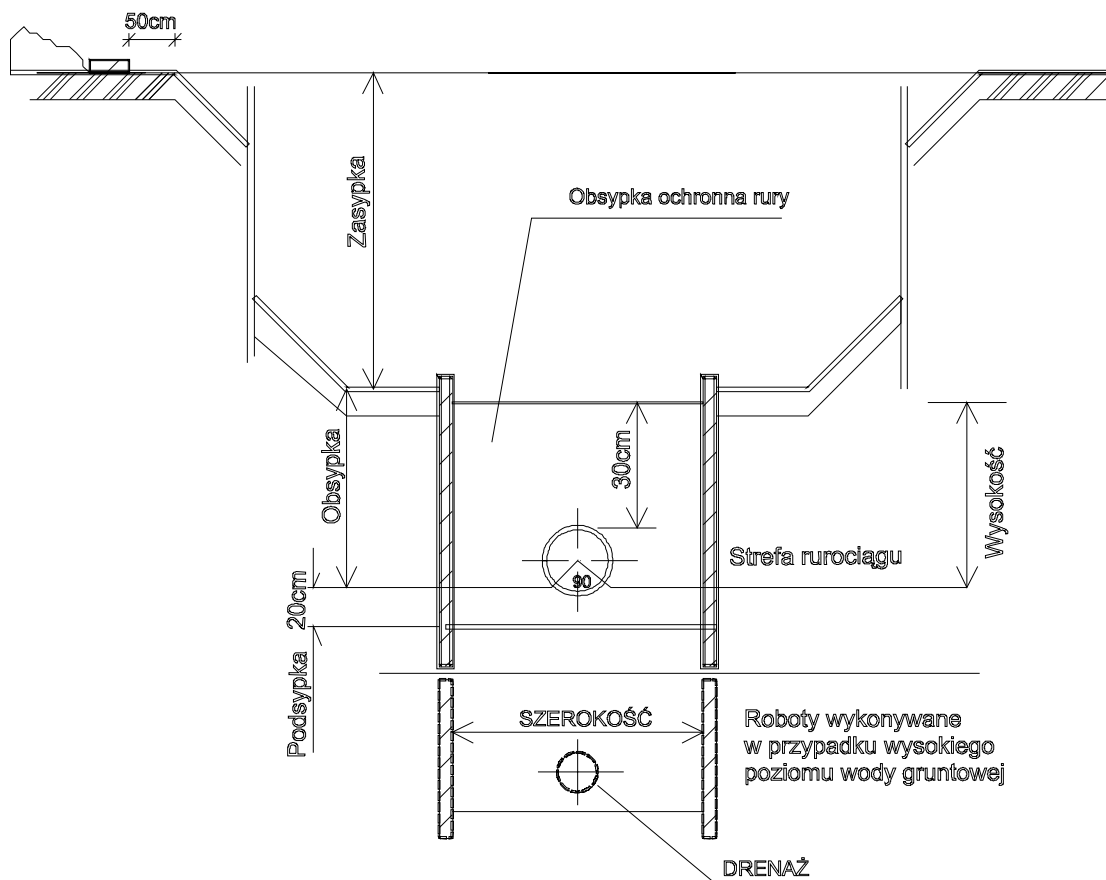 50cm
Zasypka
Obsypka ochronna rury
Obsypka
30cm
Wysokość
Strefa rurociągu
90
20cm
Podsypka
SZEROKOŚĆ
Roboty wykonywane
w przypadku wysokiego
poziomu wody gruntowej
DRENAŻ